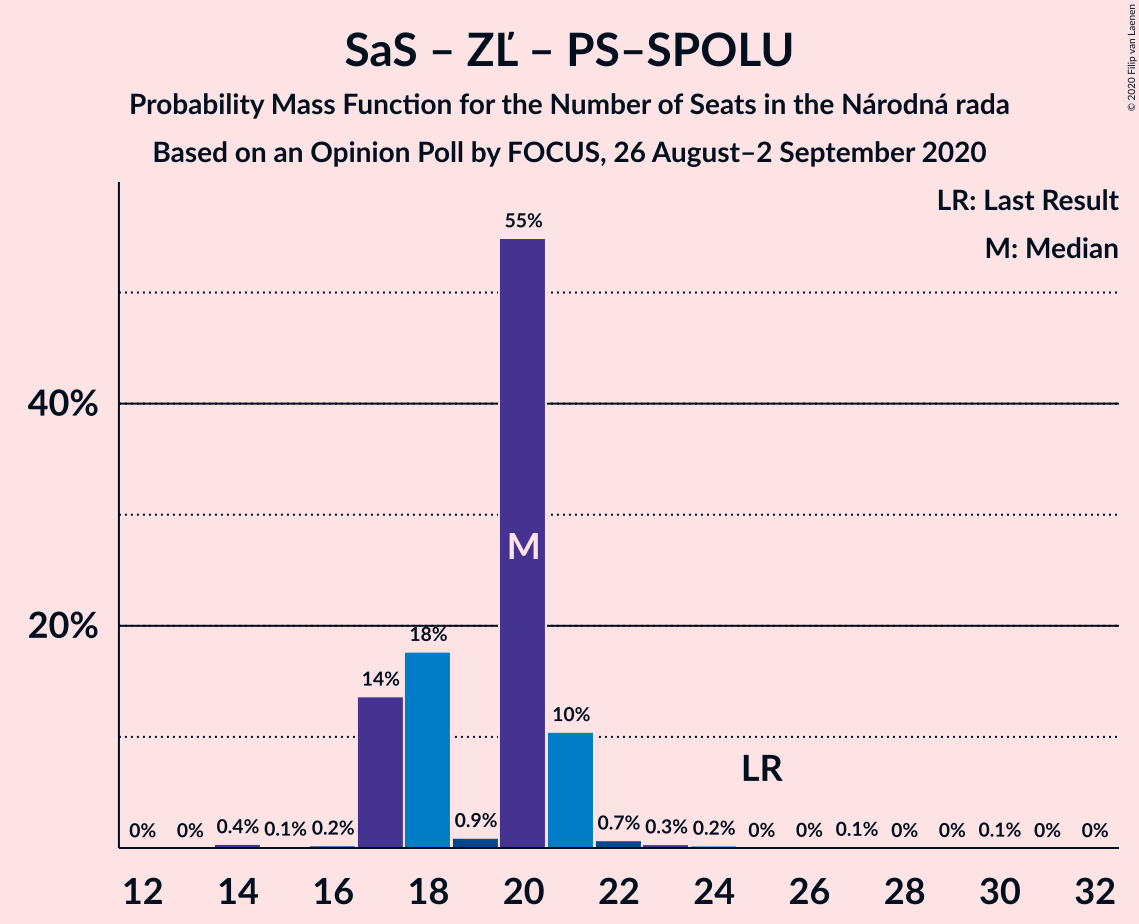 SaS – ZĽ – PS–SPOLU
Probability Mass Function for the Number of Seats in the Národná rada
Based on an Opinion Poll by FOCUS, 26 August–2 September 2020
© 2020 Filip van Laenen
LR: Last Result
M: Median
55%
40%
M
20%
18%
14%
10%
LR
0% 0% 0.4% 0.1% 0.2% 0.9% 0.7% 0.3% 0.2% 0% 0% 0.1% 0% 0% 0.1% 0% 0%
12 14 16 18 20 22 24 26 28 30 32